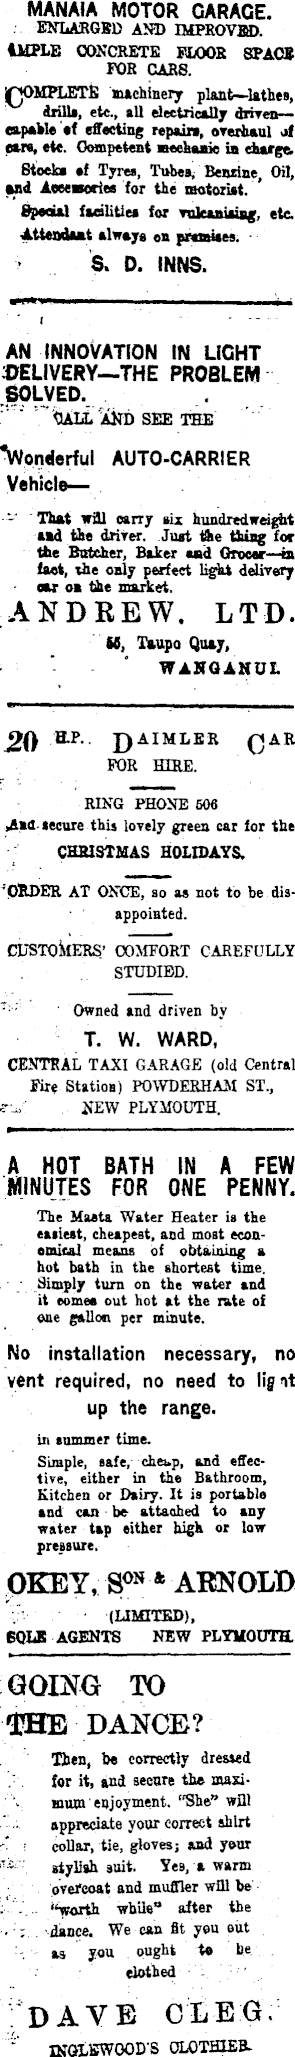 MANAIA MOTOR GARAGE.
ENLARGED AND IMPROVED.
AMPLE CONCRETE FLOOR SPACE
FOR CARS.
COMPLETE machinery plant—lathes,
drills, etc., all electrically driven—
capable of effecting repairs, overhaul of
cars, etc. Competent mechanic in charge.
Stocks of Tyres, Tubes, Benzine, Oil,
and Accessories for the motorist.
Special facilities for vulcanising, etc.
Attendant always on premises.
S. D. INNS.
AN INNOVATION IN LIGHT
DELIVERY—THE PROBLEM
SOLVED.
CALL AND SEE THE
Wonderful AUTO-CARRIER
Vehicle—
That will carry six hundredweight
and the driver. Just the thing for
the Butcher, Baker and Grocer—in
fact, the only perfect light delivery
car on the market.
ANDREW, LTD.
55, Taupo Quay,
WANGANUI.
20 H.P. DAIMLER CAR
FOR HIRE.
RING PHONE 506
And secure this lovely green car for the
CHRISTMAS HOLIDAYS.
ORDER AT ONCE, so as not to be dis-
appointed.
CUSTOMERS' COMFORT CAREFULLY
STUDIED.
Owned and driven by
T. W. WARD,
CENTRAL TAXI GARAGE (old Central
Fire Station) POWDERHAM ST.,
NEW PLYMOUTH.
A HOT BATH IN A FEW
MINUTES FOR ONE PENNY.
The Masta Water Heater is the
easiest, cheapest, and most econ-
omical means of obtaining a
hot bath in the shortest time.
Simply turn on the water and
it comes out hot at the rate of
one gallon per minute.
No installation necessary, no
vent required, no need to light
up the range.
in summer time.
Simple, safe, cheap, and effec-
tive, either in the Bathroom,
Kitchen or Dairy. It is portable
and can be attached to any
water tap either high or low
pressure.
OKEY, SON & ARNOLD
(LIMITED),
SOLE AGENTS NEW PLYMOUTH.
GOING TO
THE DANCE?
Then, be correctly dressed
for it, and secure the maxi-
mum enjoyment. "She" will
appreciate your correct shirt
collar, tie, gloves; and your
stylish suit. Yes, a warm
overcoat and muffler will be
"worth while" after the
dance. We can fit you out
as you ought to be
clothed
DAVE CLEG.
INGLEWOOD'S CLOTHIER.